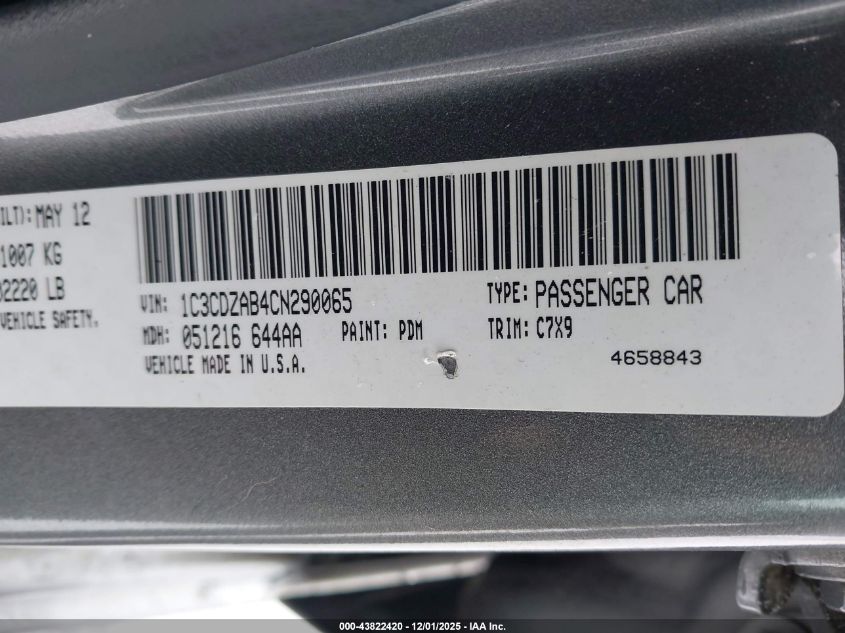 ILT): MAY 12
1007 KG
2220 LB
VEHICLE SAFETY.
VIN: 1C3CDZAB4CN290065
TYPE: PASSENGER CAR
MDH: 051216 644AA
PAINT: PDM
TRIM: C7X9
VEHICLE MADE IN U.S.A.
4658843
000-43822420 - 12/01/2025 - IAA Inc.